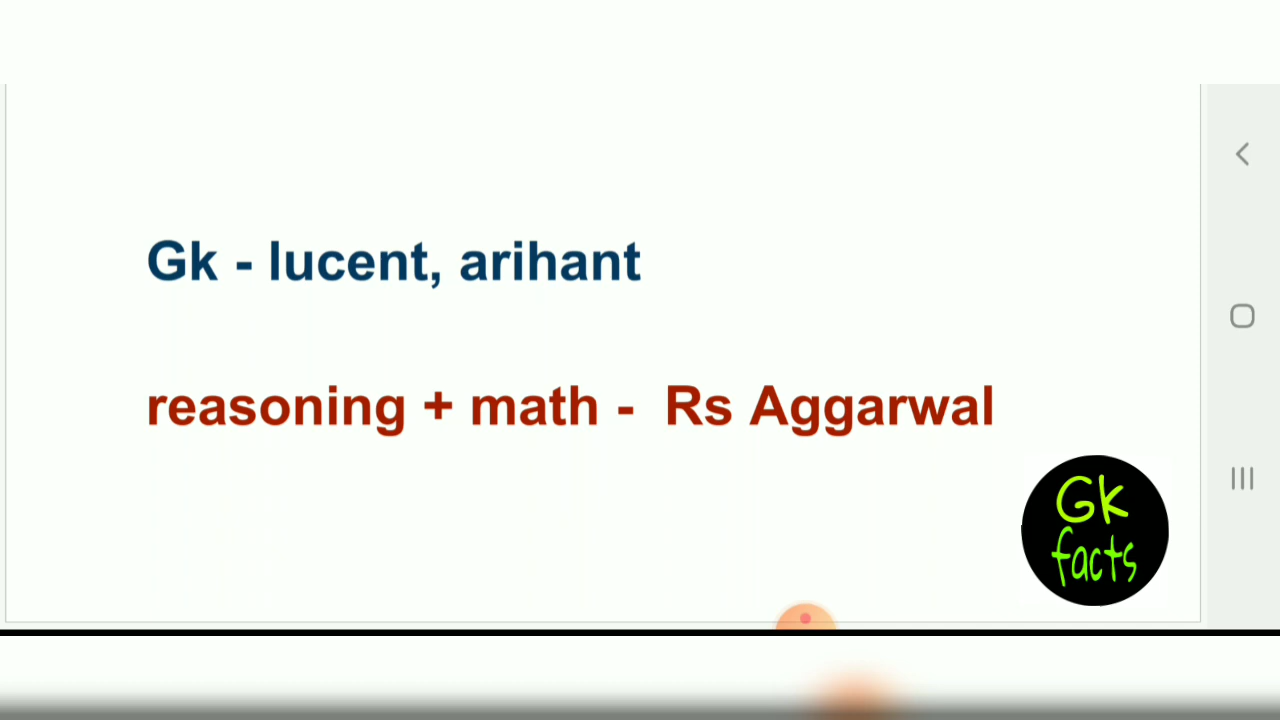 Gk - lucent, arihant
reasoning + math - Rs Aggarwal
Gk
facts